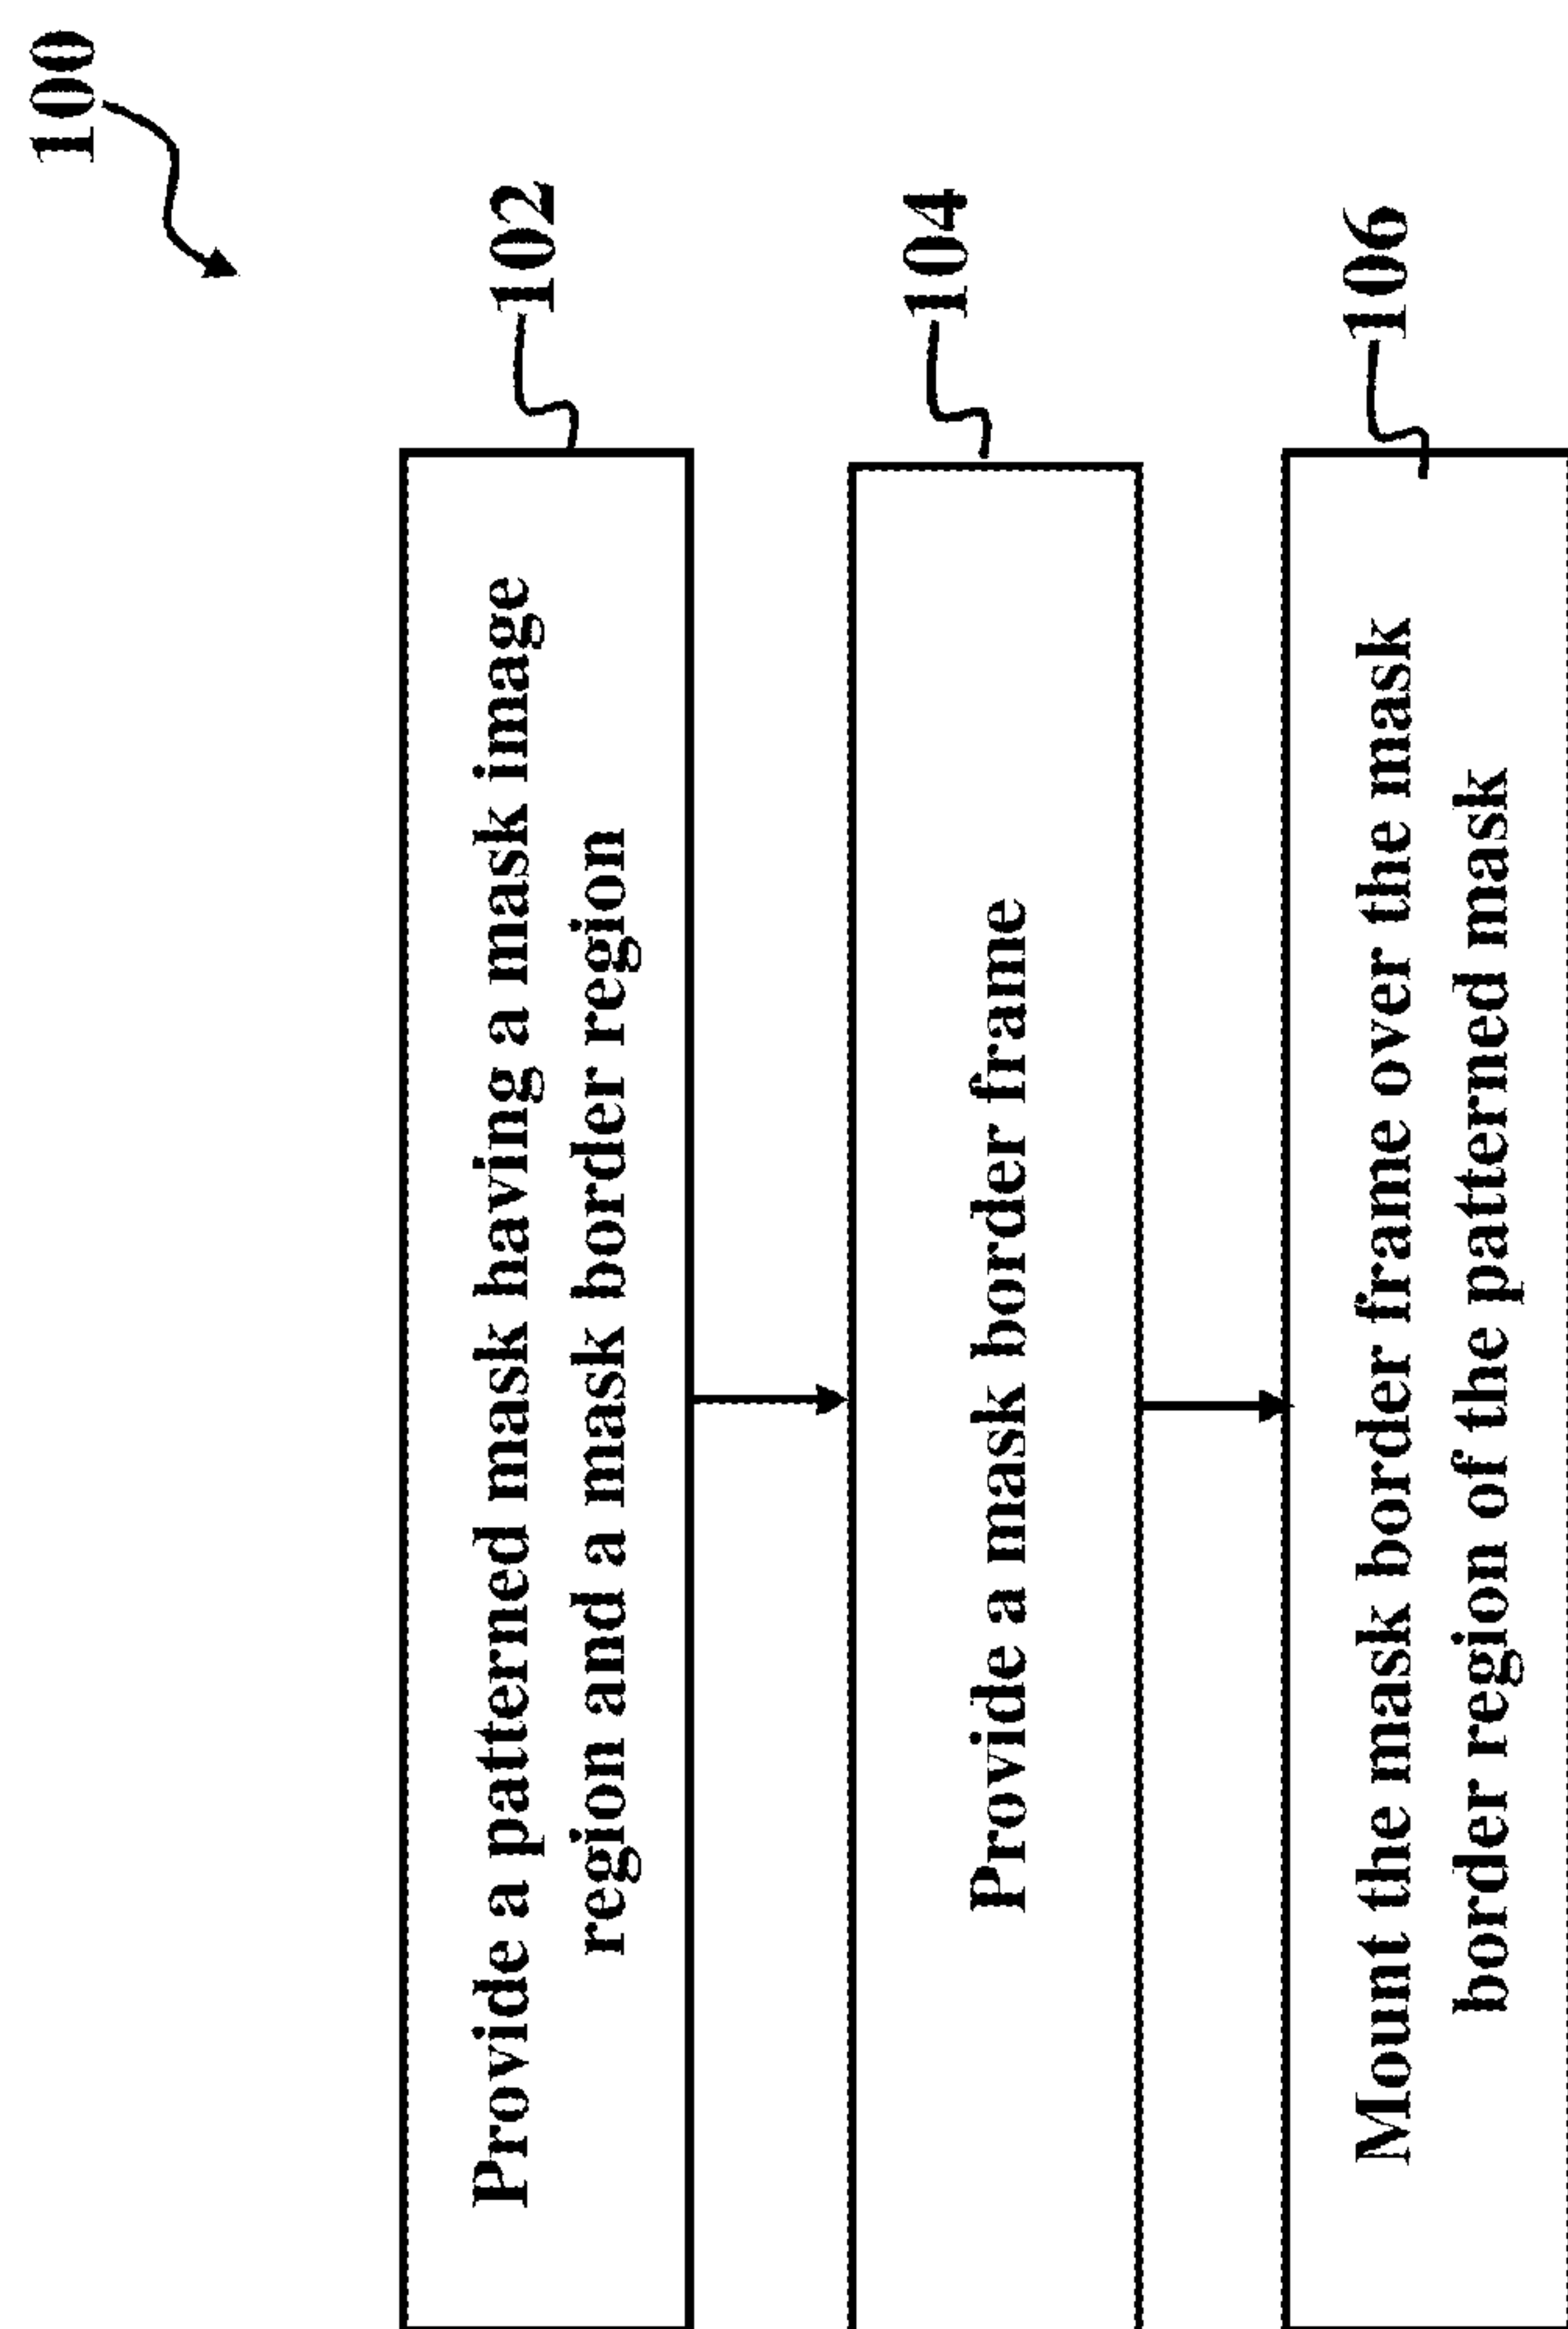 100
Provide a patterned mask having a mask image
region and a mask border region
102
Provide a mask border frame
104
Mount the mask border frame over the mask
border region of the patterned mask
106